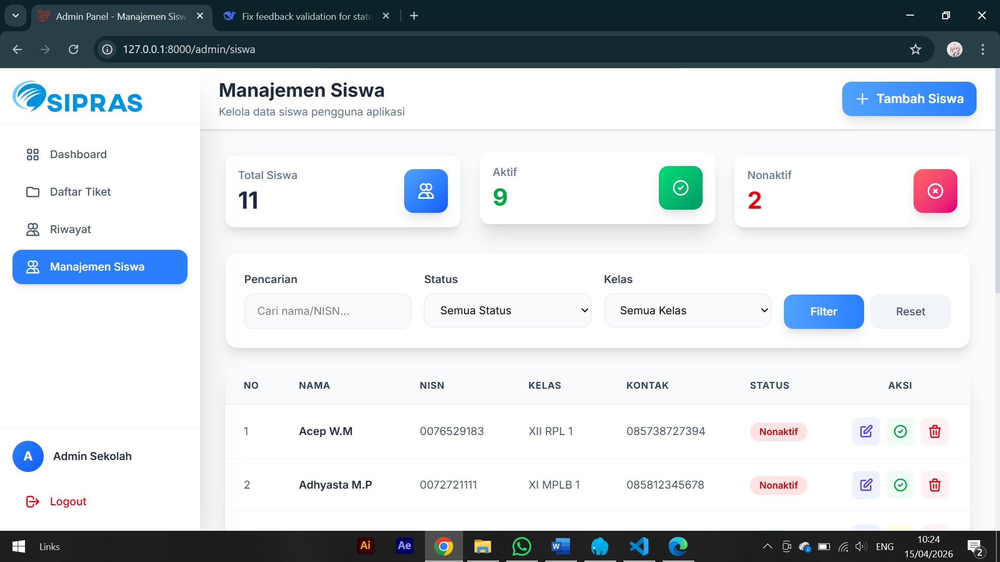 Admin Panel - Manajemen Sisw
Fix feedback validation for statu
127.0.0.1:8000/admin/siswa
SIPRAS
Dashboard
Daftar Tiket
Riwayat
Manajemen Siswa
A
Admin Sekolah
Logout
Manajemen Siswa
Kelola data siswa pengguna aplikasi
Tambah Siswa
Total Siswa
11
Aktif
9
Nonaktif
2
Pencarian
Cari nama/NISN...
Status
Semua Status
Kelas
Semua Kelas
Filter
Reset
NO NAMA NISN KELAS KONTAK STATUS AKSI
1 Acep W.M 0076529183 XII RPL 1 085738727394 Nonaktif
2 Adhyasta M.P 0072721111 XI MPLB 1 085812345678 Nonaktif
Links
Ai
Ae
W
ENG
10:24
15/04/2026
2